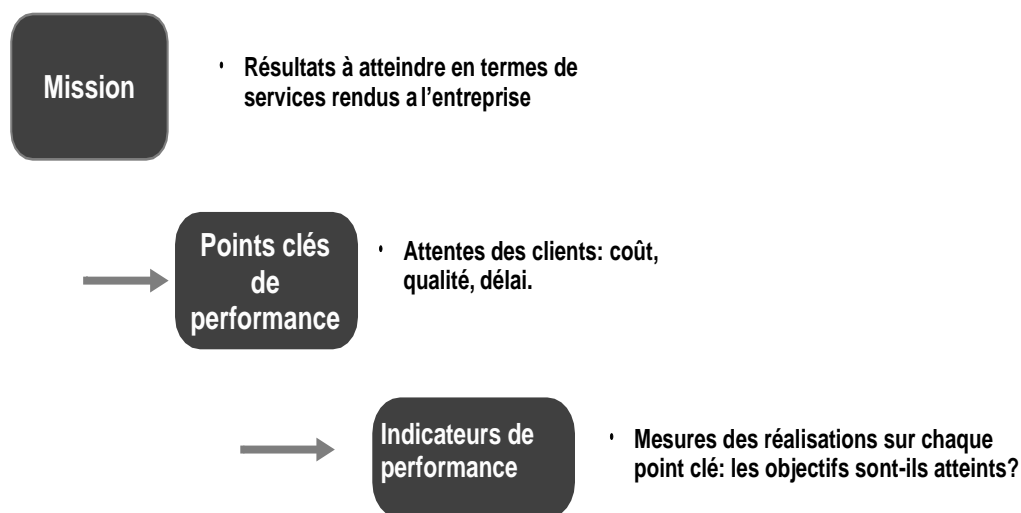 Mission
• Résultats à atteindre en termes de
services rendus a l’entreprise
Points clés
de
performance
• Attentes des clients: coût,
qualité, délai.
Indicateurs de
performance
• Mesures des réalisations sur chaque
point clé: les objectifs sont-ils atteints?